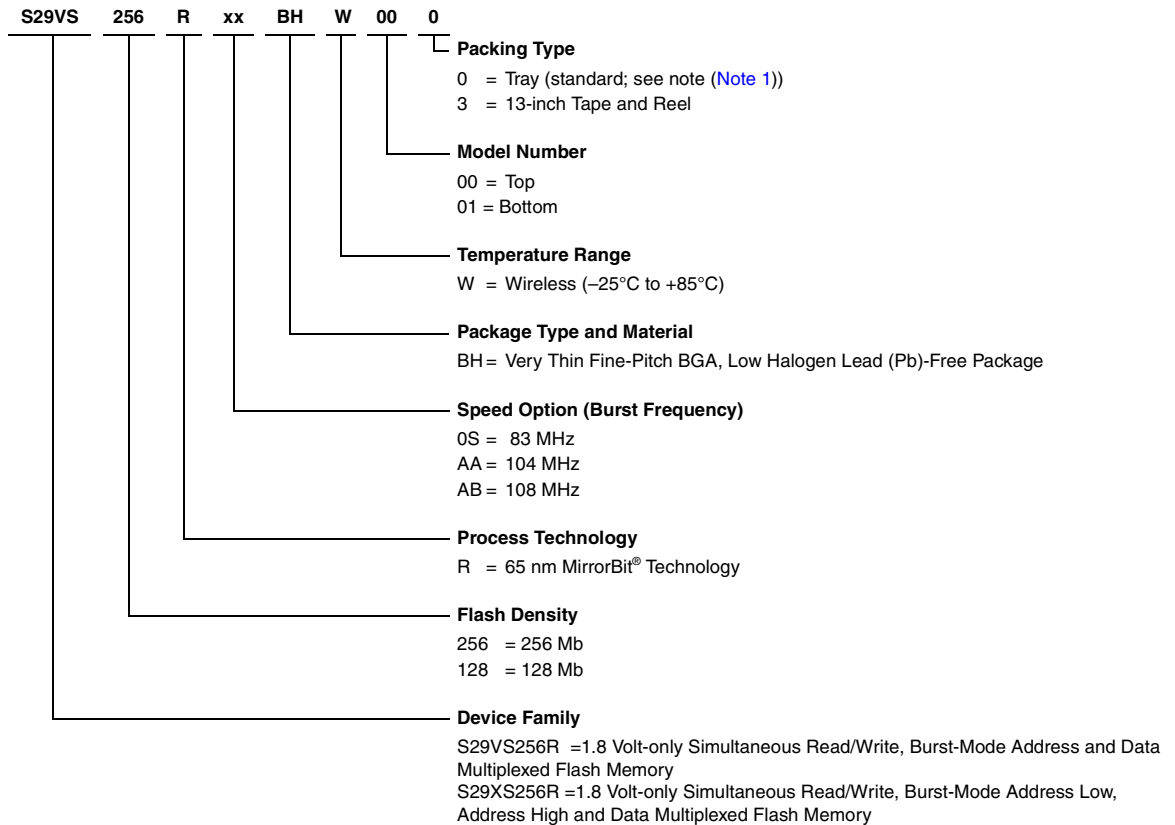 S29VS 256 R xx BH W 00 0
Packing Type
0 = Tray (standard; see note (Note 1))
3 = 13-inch Tape and Reel
Model Number
00 = Top
01 = Bottom
Temperature Range
W = Wireless (–25°C to +85°C)
Package Type and Material
BH = Very Thin Fine-Pitch BGA, Low Halogen Lead (Pb)-Free Package
Speed Option (Burst Frequency)
0S = 83 MHz
AA = 104 MHz
AB = 108 MHz
Process Technology
R = 65 nm MirrorBit® Technology
Flash Density
256 = 256 Mb
128 = 128 Mb
Device Family
S29VS256R =1.8 Volt-only Simultaneous Read/Write, Burst-Mode Address and Data
Multiplexed Flash Memory
S29XS256R =1.8 Volt-only Simultaneous Read/Write, Burst-Mode Address Low,
Address High and Data Multiplexed Flash Memory